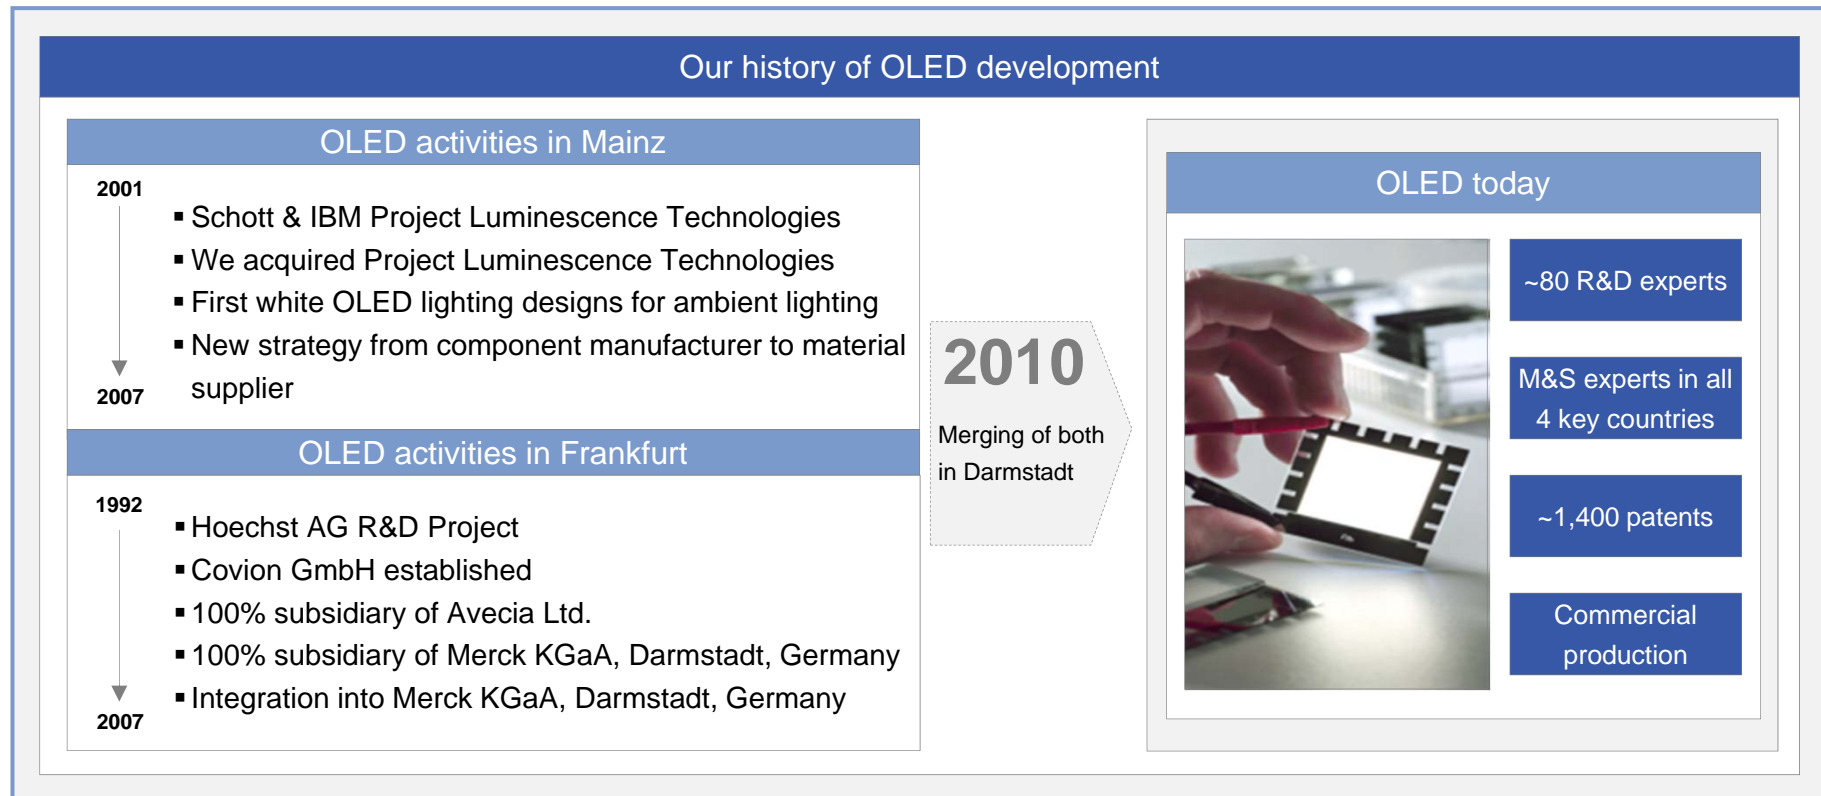 Our history of OLED development
OLED activities in Mainz
2001
▪ Schott & IBM Project Luminescence Technologies
▪ We acquired Project Luminescence Technologies
▪ First white OLED lighting designs for ambient lighting
▪ New strategy from component manufacturer to material
supplier
2007
OLED activities in Frankfurt
1992
▪ Hoechst AG R&D Project
▪ Covion GmbH established
▪ 100% subsidiary of Avecia Ltd.
▪ 100% subsidiary of Merck KGaA, Darmstadt, Germany
▪ Integration into Merck KGaA, Darmstadt, Germany
2007
2010
Merging of both
in Darmstadt
OLED today
~80 R&D experts
M&S experts in all
4 key countries
~1,400 patents
Commercial
production